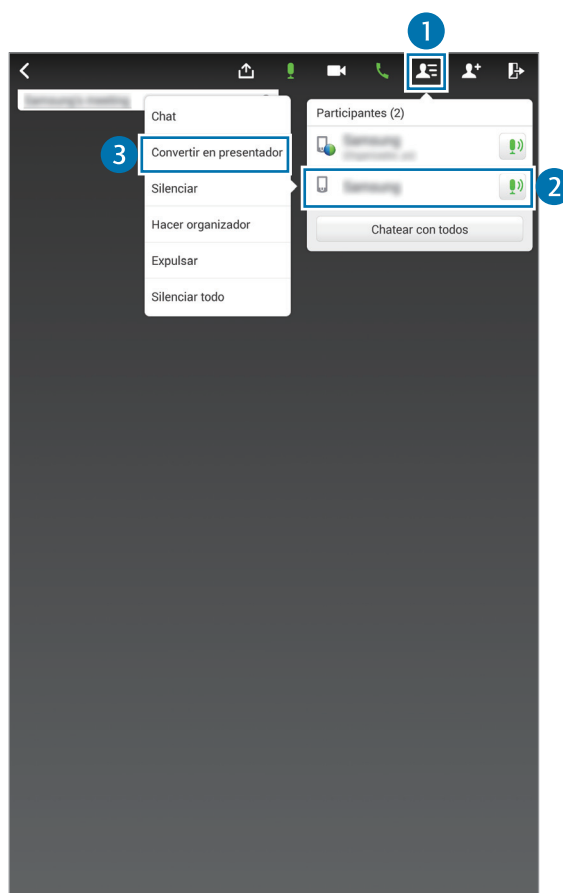 1
Participantes (2)
2
Chatear con todos
Chat
3
Convertir en presentador
Silenciar
Hacer organizador
Expulsar
Silenciar todo